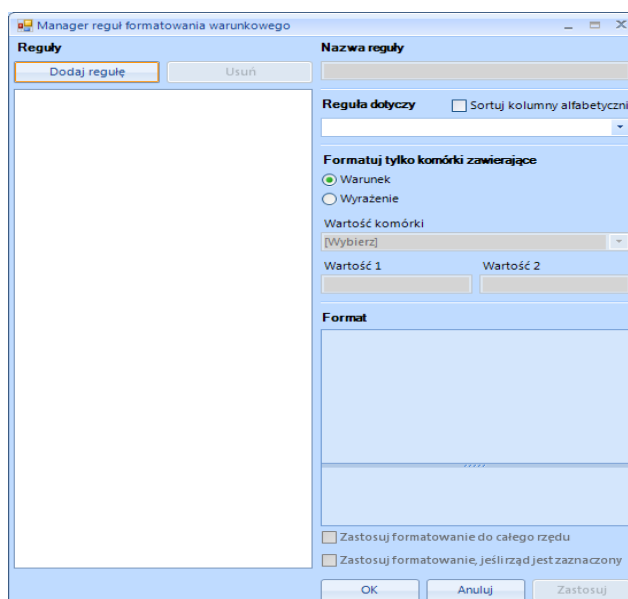 Manager reguł formatowania warunkowego
Reguły
Dodaj regułę
Usuń
Nazwa reguły
Reguła dotyczy
Sortuj kolumny alfabetyczni
Formatuj tylko komórki zawierające
Warunek
Wyrażenie
Wartość komórki
[Wybierz]
Wartość 1
Wartość 2
Format
Zastosuj formatowanie do całego rzędu
Zastosuj formatowanie, jeśli rząd jest zaznaczony
OK
Anuluj
Zastosuj